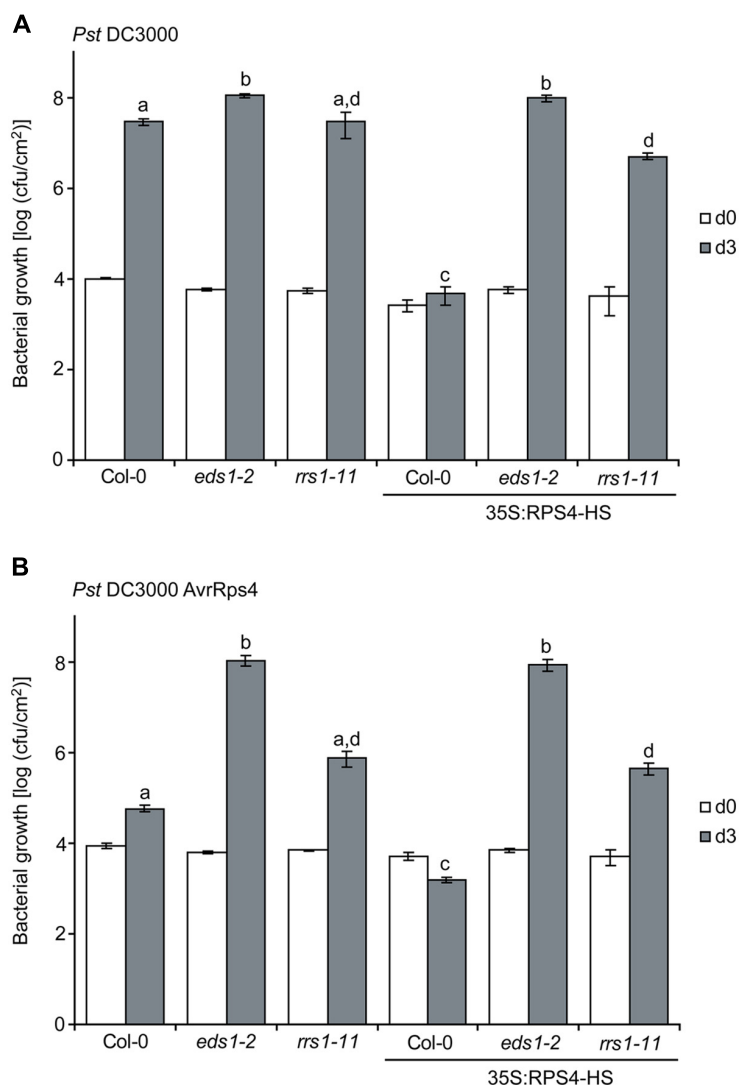 A
Pst DC3000
Bacterial growth [log (cfu/cm²)]
8
6
4
2
0
a
b
a,d
c
b
d
d0
d3
Col-0
eds1-2
rrs1-11
Col-0
eds1-2
rrs1-11
35S:RPS4-HS
B
Pst DC3000 AvrRps4
Bacterial growth [log (cfu/cm²)]
8
6
4
2
0
a
b
a,d
c
b
d
d0
d3
Col-0
eds1-2
rrs1-11
Col-0
eds1-2
rrs1-11
35S:RPS4-HS